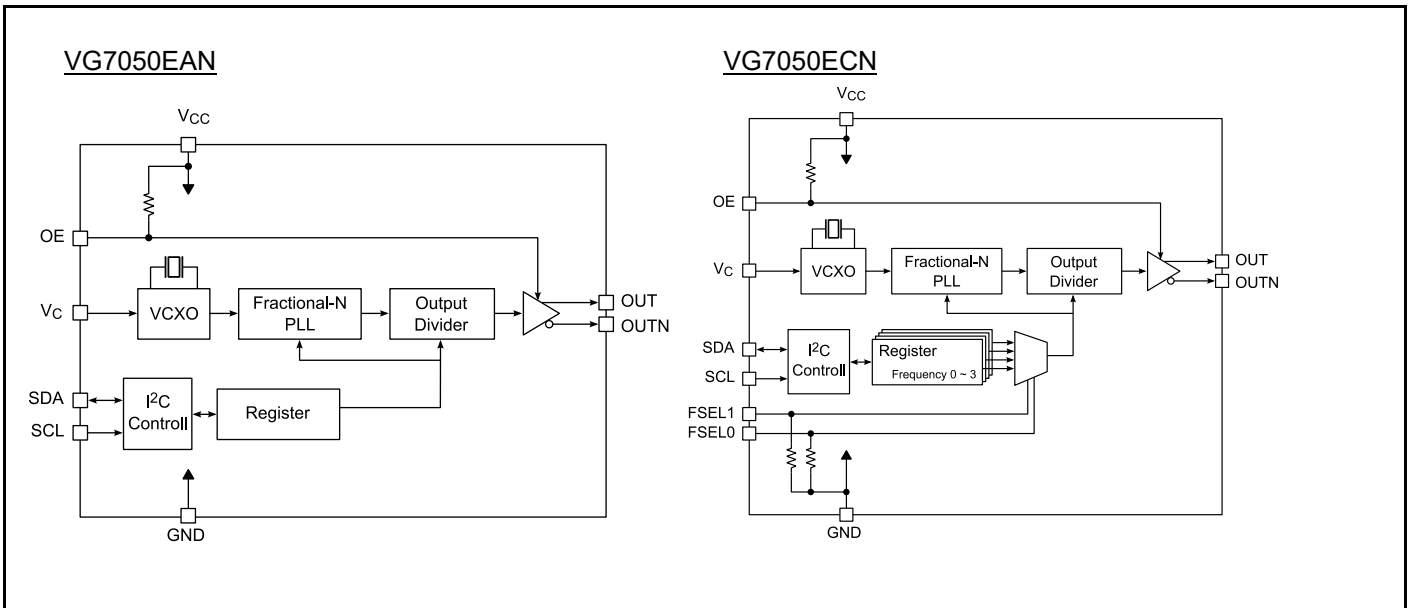 VG7050EAN
VCC
OE
VC
VCXO
Fractional-N
PLL
Output
Divider
OUT
OUTN
SDA
SCL
I2C
Controll
Register
GND
VG7050ECN
VCC
OE
VC
VCXO
Fractional-N
PLL
Output
Divider
OUT
OUTN
SDA
SCL
I2C
Controll
Register
Frequency 0 ~ 3
FSEL1
FSEL0
GND